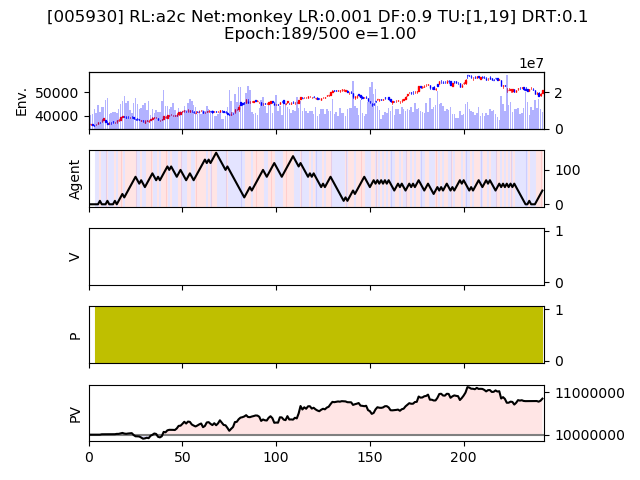 [005930] RL:a2c Net:monkey LR:0.001 DF:0.9 TU:[1,19] DRT:0.1
Epoch:189/500 e=1.00
1e7
Env.
50000
40000
2
0
Agent
100
0
V
1
0
P
1
0
PV
11000000
10000000
0 50 100 150 200